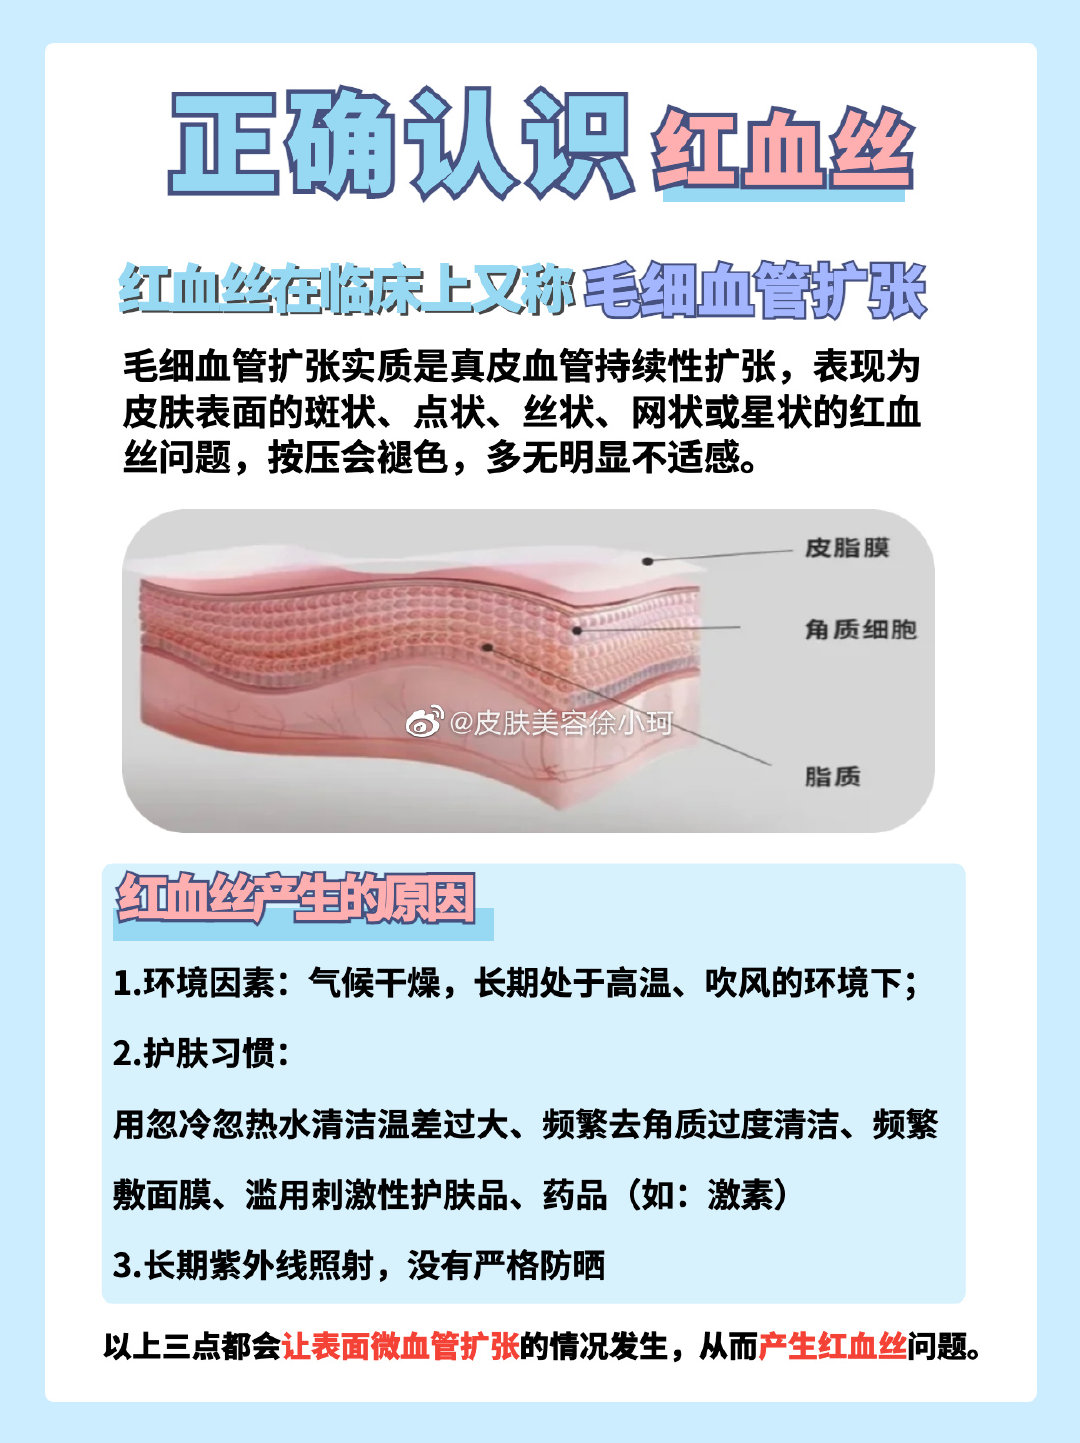 正确认识 红血丝
红血丝在临床上又称 毛细血管扩张
毛细血管扩张实质是真皮血管持续性扩张，表现为
皮肤表面的斑状、点状、丝状、网状或星状的红血
丝问题，按压会褪色，多无明显不适感。
皮脂膜
角质细胞
@皮肤美容徐小珂
脂质
红血丝产生的原因
1.环境因素：气候干燥，长期处于高温、吹风的环境下；
2.护肤习惯：
用忽冷忽热水清洁温差过大、频繁去角质过度清洁、频繁
敷面膜、滥用刺激性护肤品、药品（如：激素）
3.长期紫外线照射，没有严格防晒
以上三点都会让表面微血管扩张的情况发生，从而产生红血丝问题。